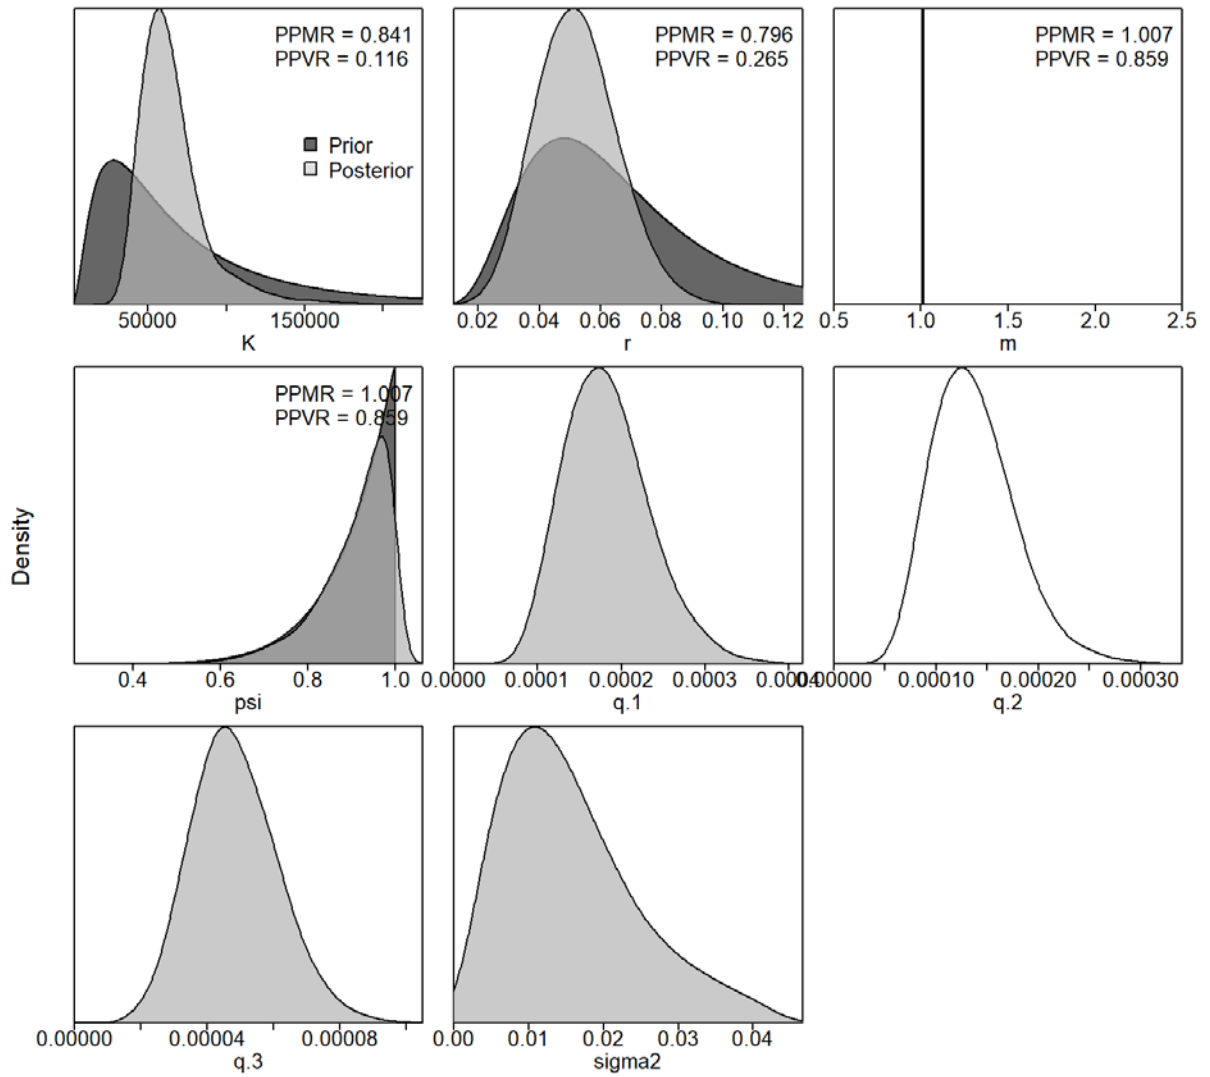 PPMR = 0.841
PPVR = 0.116
Prior
Posterior
50000 150000
K
PPMR = 0.796
PPVR = 0.265
0.02 0.04 0.06 0.08 0.10 0.12
r
PPMR = 1.007
PPVR = 0.859
0.5 1.0 1.5 2.0 2.5
m
Density
PPMR = 1.007
PPVR = 0.859
0.4 0.6 0.8 1.0
psi
0.0000 0.0001 0.0002 0.0003
q.1
0.00010 0.00020 0.00030
q.2
0.00000 0.00004 0.00008
q.3
0.00 0.01 0.02 0.03 0.04
sigma2